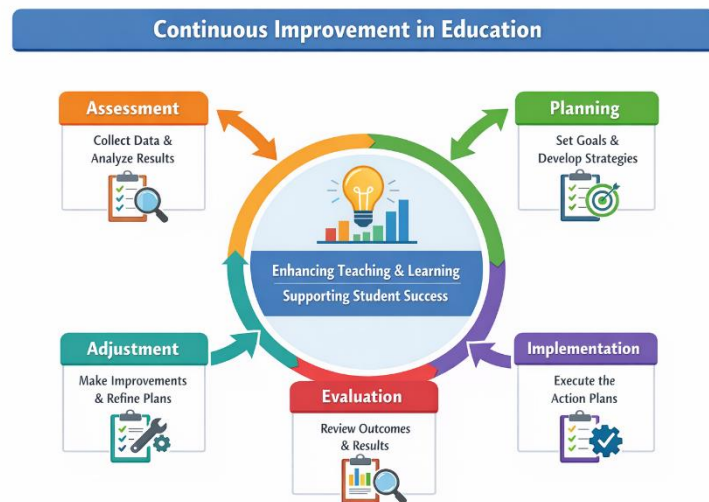 Continuous Improvement in Education
Assessment
Collect Data &
Analyze Results
Planning
Set Goals &
Develop Strategies
Enhancing Teaching & Learning
Supporting Student Success
Adjustment
Make Improvements
& Refine Plans
Evaluation
Review Outcomes
& Results
Implementation
Execute the
Action Plans